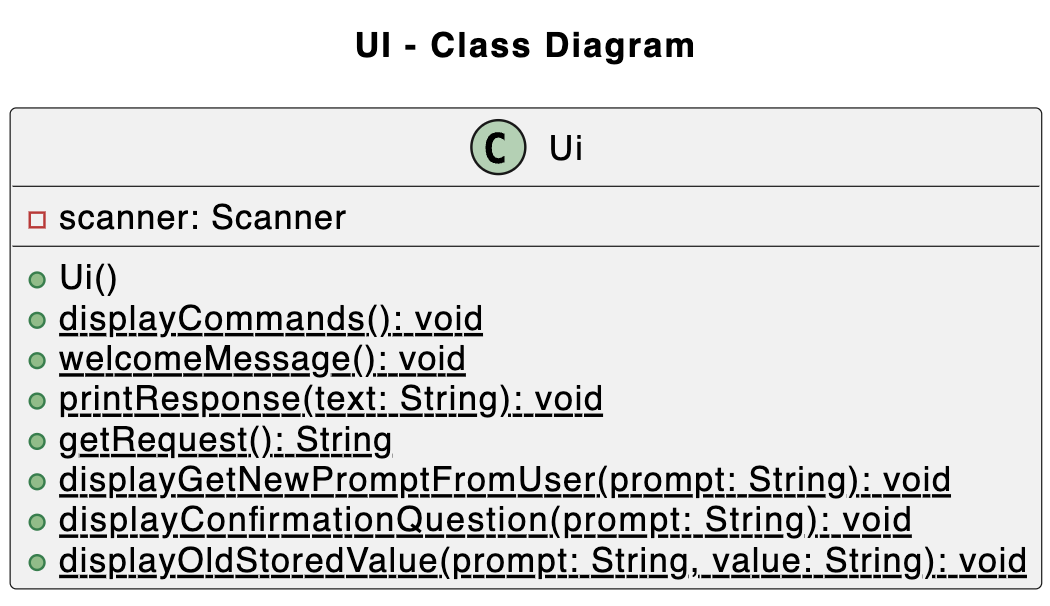 UI - Class Diagram
C Ui
scanner: Scanner
Ui()
displayCommands(): void
welcomeMessage(): void
printResponse(text: String): void
getRequest(): String
displayGetNewPromptFromUser(prompt: String): void
displayConfirmationQuestion(prompt: String): void
displayOldStoredValue(prompt: String, value: String): void